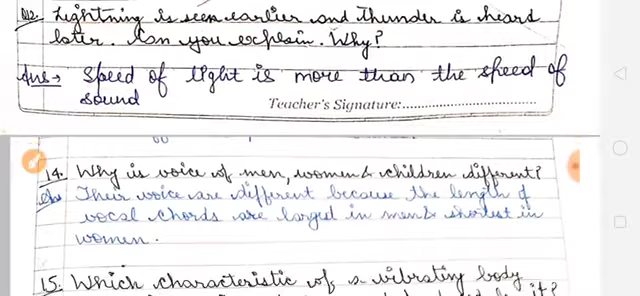 Q12. Lightning is seen earlier and thunder is heard
later. Can you explain. Why?
Ans → Speed of light is more than the speed of
sound
Teacher's Signature:
14. Why is voice of men, women & children different?
Ans Their voice are different because the length of
vocal chords are largest in men & shortest in
women.
15. Which characteristic of a vibrating body
it?